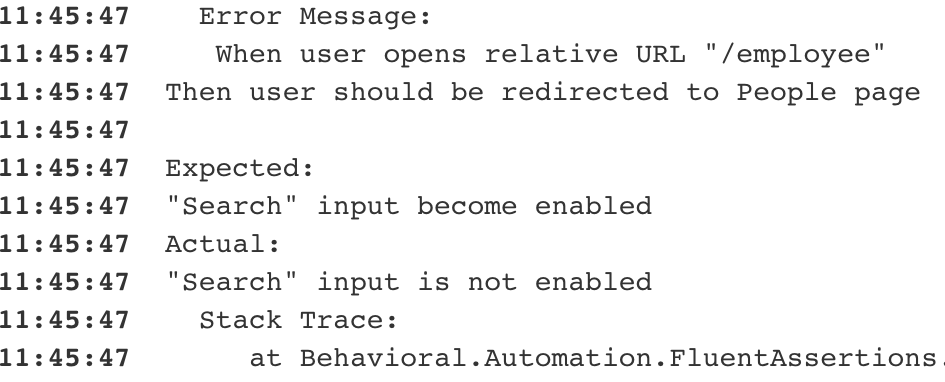 11:45:47 Error Message:
11:45:47 When user opens relative URL "/employee"
11:45:47 Then user should be redirected to People page
11:45:47
11:45:47 Expected:
11:45:47 "Search" input become enabled
11:45:47 Actual:
11:45:47 "Search" input is not enabled
11:45:47 Stack Trace:
11:45:47 at Behavioral.Automation.FluentAssertions.